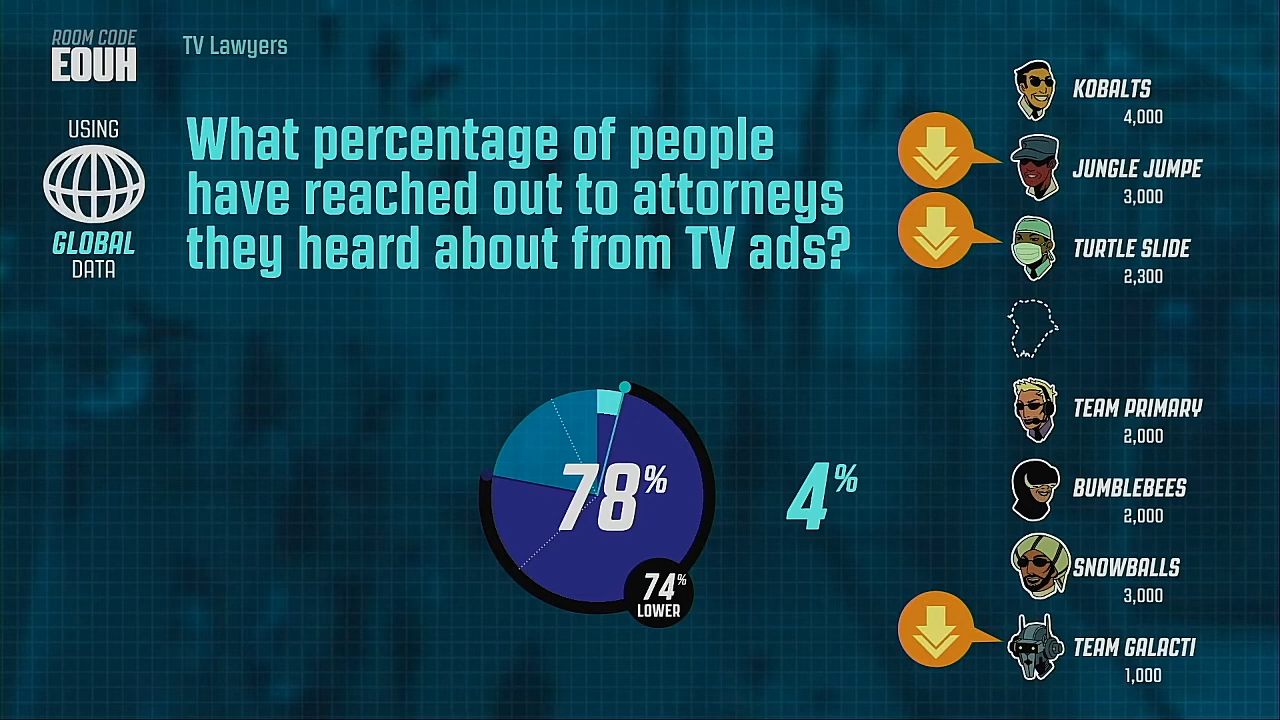 ROOM CODE
EOUH
TV Lawyers
USING
GLOBAL
DATA
What percentage of people
have reached out to attorneys
they heard about from TV ads?
78%
4%
74%
LOWER
KOBALTS
4,000
JUNGLE JUMPE
3,000
TURTLE SLIDE
2,300
TEAM PRIMARY
2,000
BUMBLEBEES
2,000
SNOWBALLS
3,000
TEAM GALACTI
1,000